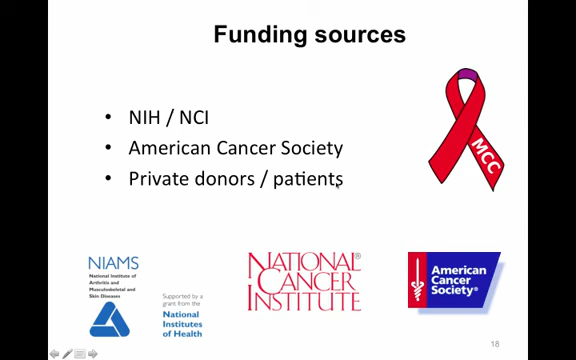 Funding sources
• NIH / NCI
• American Cancer Society
• Private donors / patients
MCC
NIAMS
National Institute of
Arthritis and
Musculoskeletal and
Skin Diseases
Supported by a
grant from the
National
Institutes
of Health
NATIONAL®
CANCER
INSTITUTE
American
Cancer
Society®
18